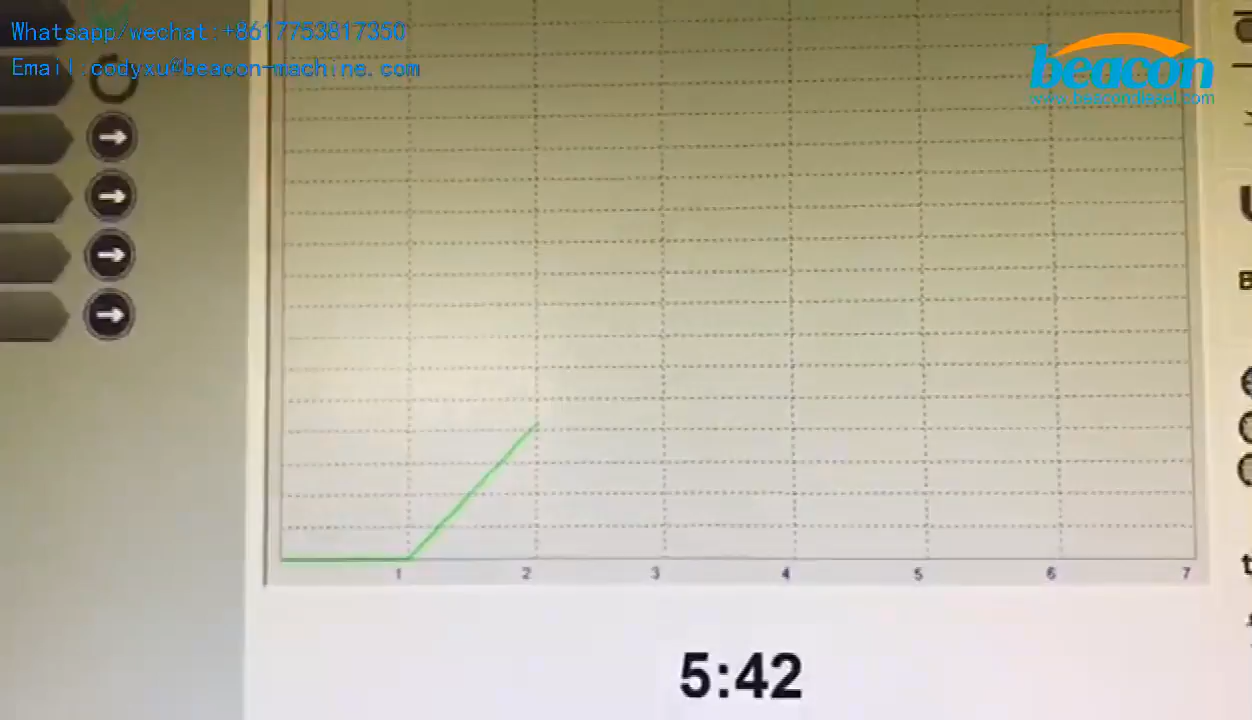 Whatsapp/wechat:+8617753817350
Email:codyxu@beacon-machine.com
beacon
www.beacondiesel.com
1 2 3 4 5 6 7
5:42